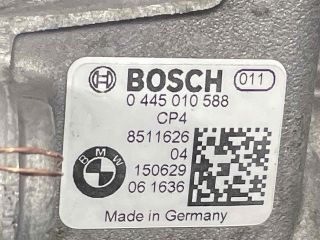 BOSCH 011
0 445 010 588
CP4
8511626
04
BMW
150629
06 1636
Made in Germany